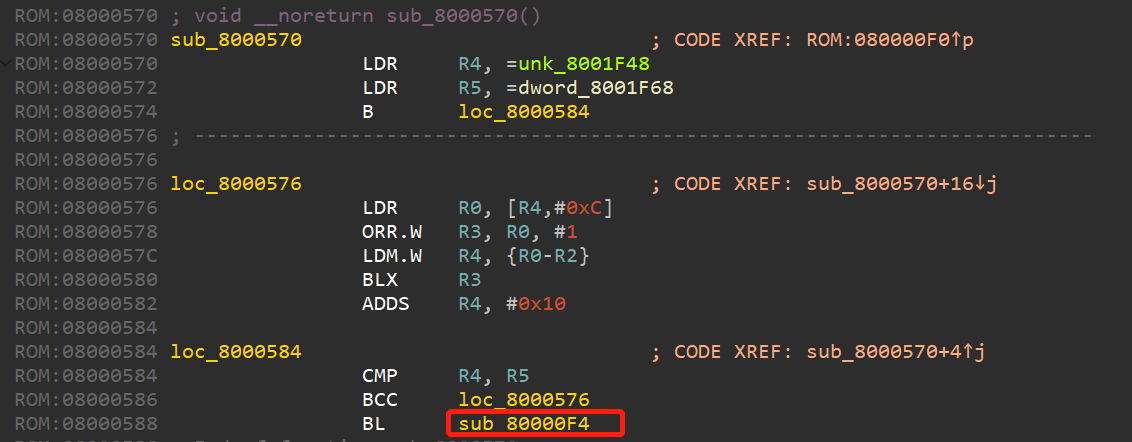 ROM:08000570 ; void __noreturn sub_8000570()
ROM:08000570 sub_8000570 ; CODE XREF: ROM:080000F0↑p
ROM:08000570 LDR R4, =unk_8001F48
ROM:08000572 LDR R5, =dword_8001F68
ROM:08000574 B loc_8000584
ROM:08000576 ; ---------------------------------------------------------------------------
ROM:08000576
ROM:08000576 loc_8000576 ; CODE XREF: sub_8000570+16↓j
ROM:08000576 LDR R0, [R4,#0xC]
ROM:08000578 ORR.W R3, R0, #1
ROM:0800057C LDM.W R4, {R0-R2}
ROM:08000580 BLX R3
ROM:08000582 ADDS R4, #0x10
ROM:08000584
ROM:08000584 loc_8000584 ; CODE XREF: sub_8000570+4↑j
ROM:08000584 CMP R4, R5
ROM:08000586 BCC loc_8000576
ROM:08000588 BL sub_80000F4